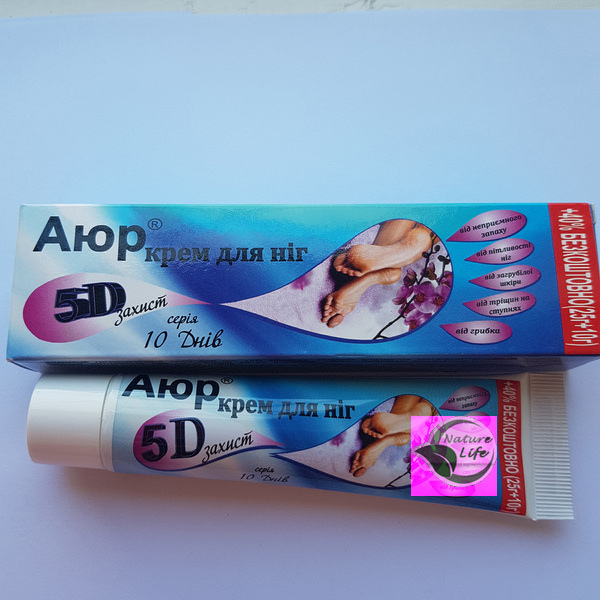 Аюр®
крем для ніг
5D захист
серія
10 Днів
від неприємного
запаху
від пітливості
ніг
від загрубілої
шкіри
від тріщин на
ступнях
від грибка
+40% БЕЗКОШТОВНО (25г+10г)
Аюр®
крем для ніг
5D захист
серія
10 Днів
+40% БЕЗКОШТОВНО (25г+10г)
Nature
Life